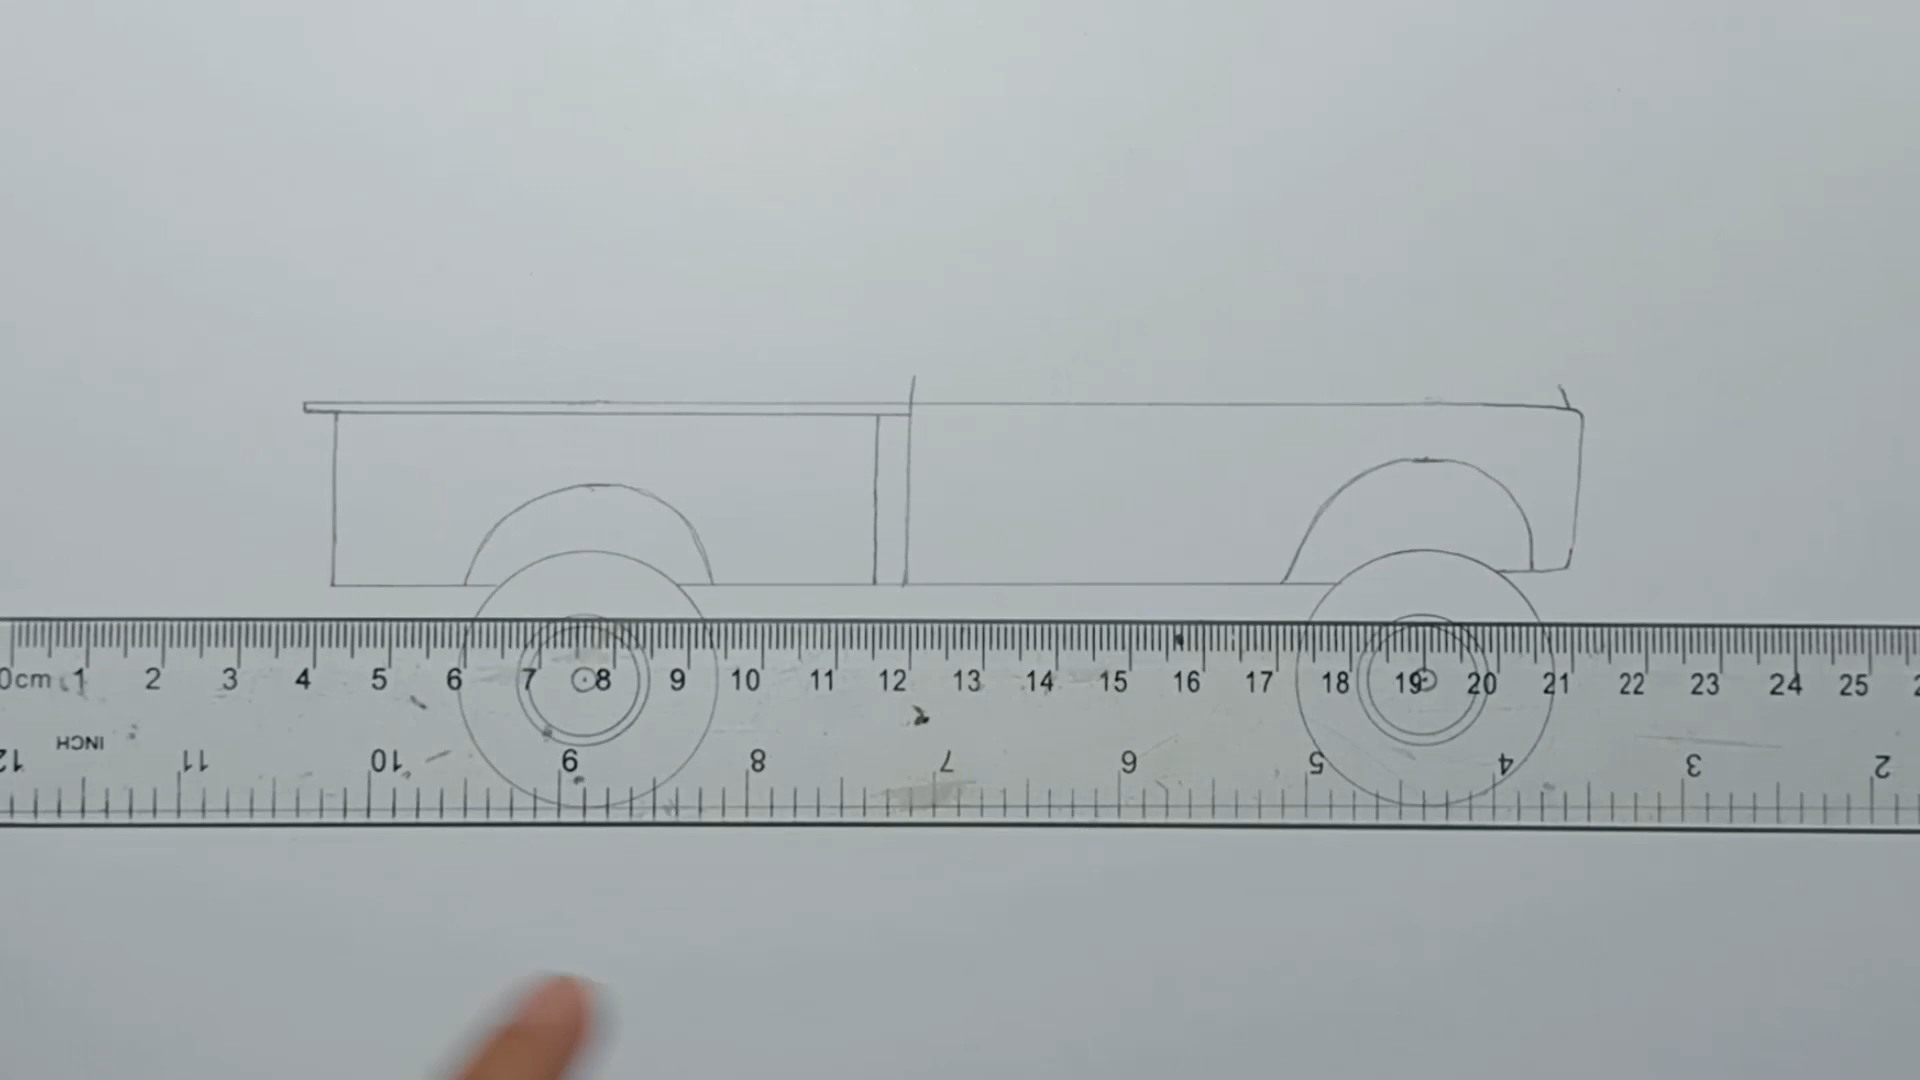 0cm 1 2 3 4 5 6 7 8 9 10 11 12 13 14 15 16 17 18 19 20 21 22 23 24 25
INCH
12 11 10 9 8 7 6 5 4 3 2